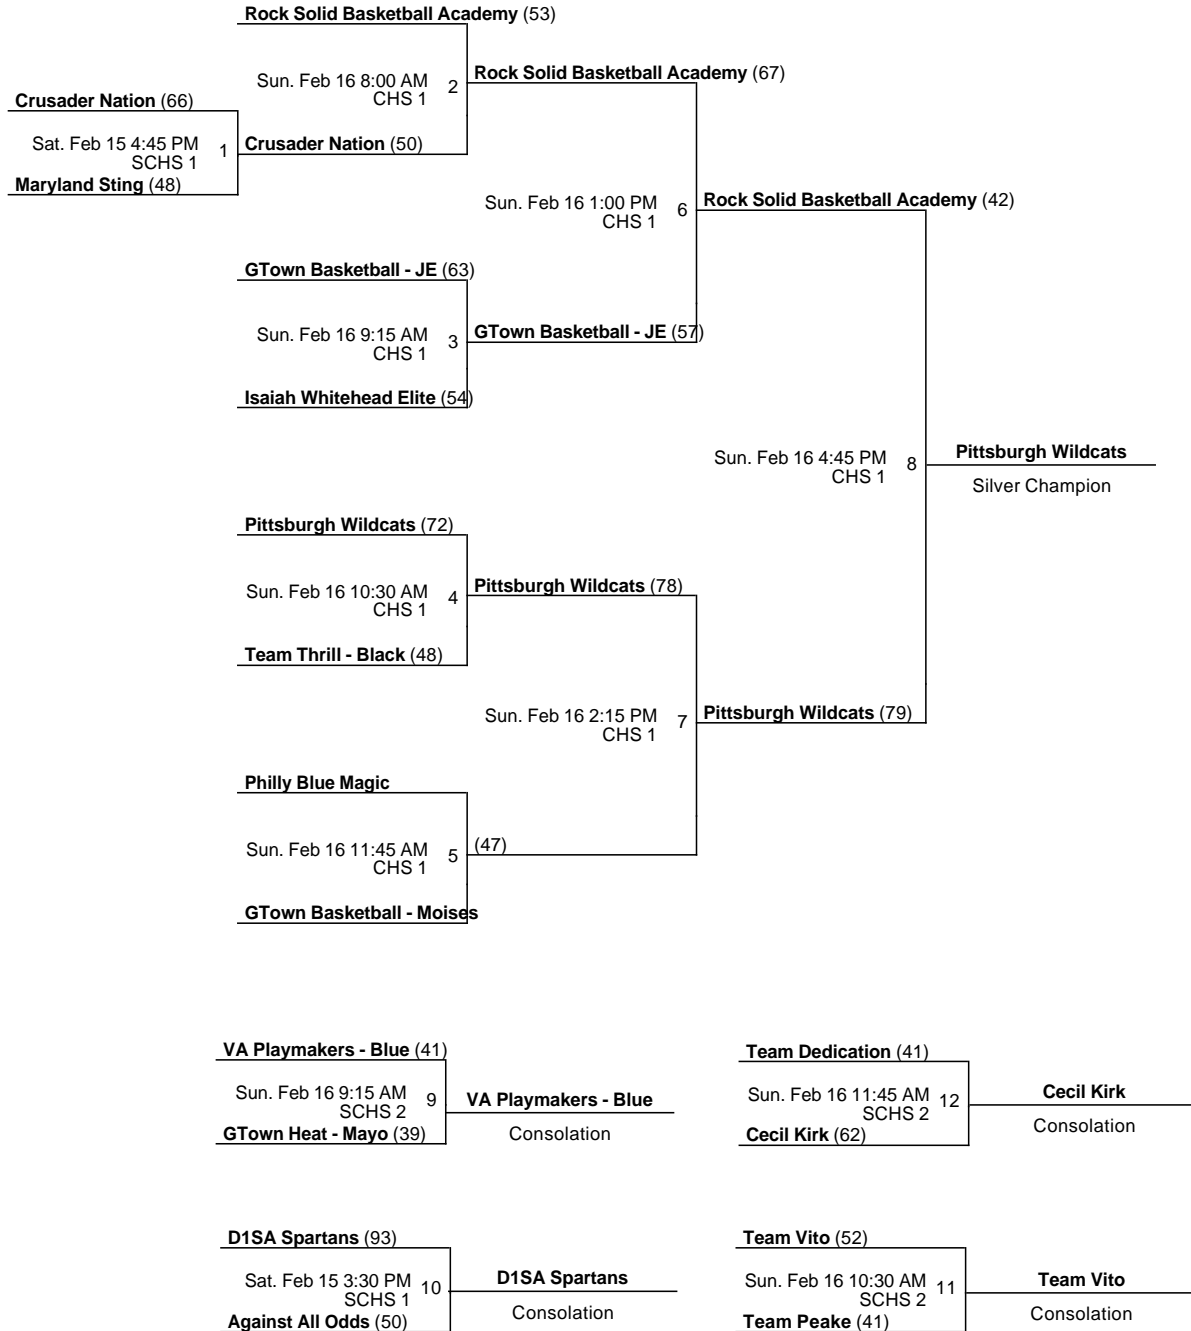 Rock Solid Basketball Academy (53)
Sun. Feb 16 8:00 AM
CHS 1
2
Rock Solid Basketball Academy (67)
Crusader Nation (66)
Sat. Feb 15 4:45 PM
SCHS 1
1
Crusader Nation (50)
Maryland Sting (48)
Sun. Feb 16 1:00 PM
CHS 1
6
Rock Solid Basketball Academy (42)
GTown Basketball - JE (63)
Sun. Feb 16 9:15 AM
CHS 1
3
GTown Basketball - JE (57)
Isaiah Whitehead Elite (54)
Sun. Feb 16 4:45 PM
CHS 1
8
Pittsburgh Wildcats
Silver Champion
Pittsburgh Wildcats (72)
Sun. Feb 16 10:30 AM
CHS 1
4
Pittsburgh Wildcats (78)
Team Thrill - Black (48)
Sun. Feb 16 2:15 PM
CHS 1
7
Pittsburgh Wildcats (79)
Philly Blue Magic
Sun. Feb 16 11:45 AM
CHS 1
5
(47)
GTown Basketball - Moises
VA Playmakers - Blue (41)
Sun. Feb 16 9:15 AM
SCHS 2
9
VA Playmakers - Blue
Consolation
GTown Heat - Mayo (39)
Team Dedication (41)
Sun. Feb 16 11:45 AM
SCHS 2
12
Cecil Kirk
Consolation
Cecil Kirk (62)
D1SA Spartans (93)
Sat. Feb 15 3:30 PM
SCHS 1
10
D1SA Spartans
Consolation
Against All Odds (50)
Team Vito (52)
Sun. Feb 16 10:30 AM
SCHS 2
11
Team Vito
Consolation
Team Peake (41)